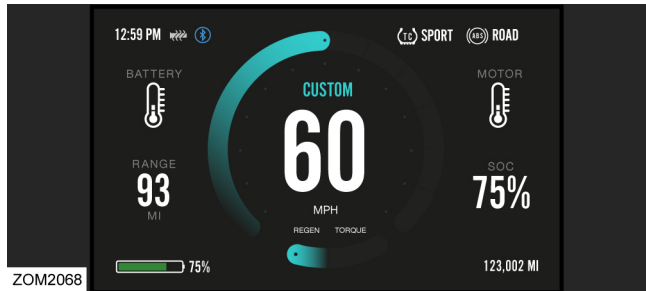 12:59 PM
TC SPORT
ABS ROAD
BATTERY
MOTOR
CUSTOM
60
MPH
RANGE
93
MI
SOC
75%
REGEN TORQUE
75%
123,002 MI
ZOM2068